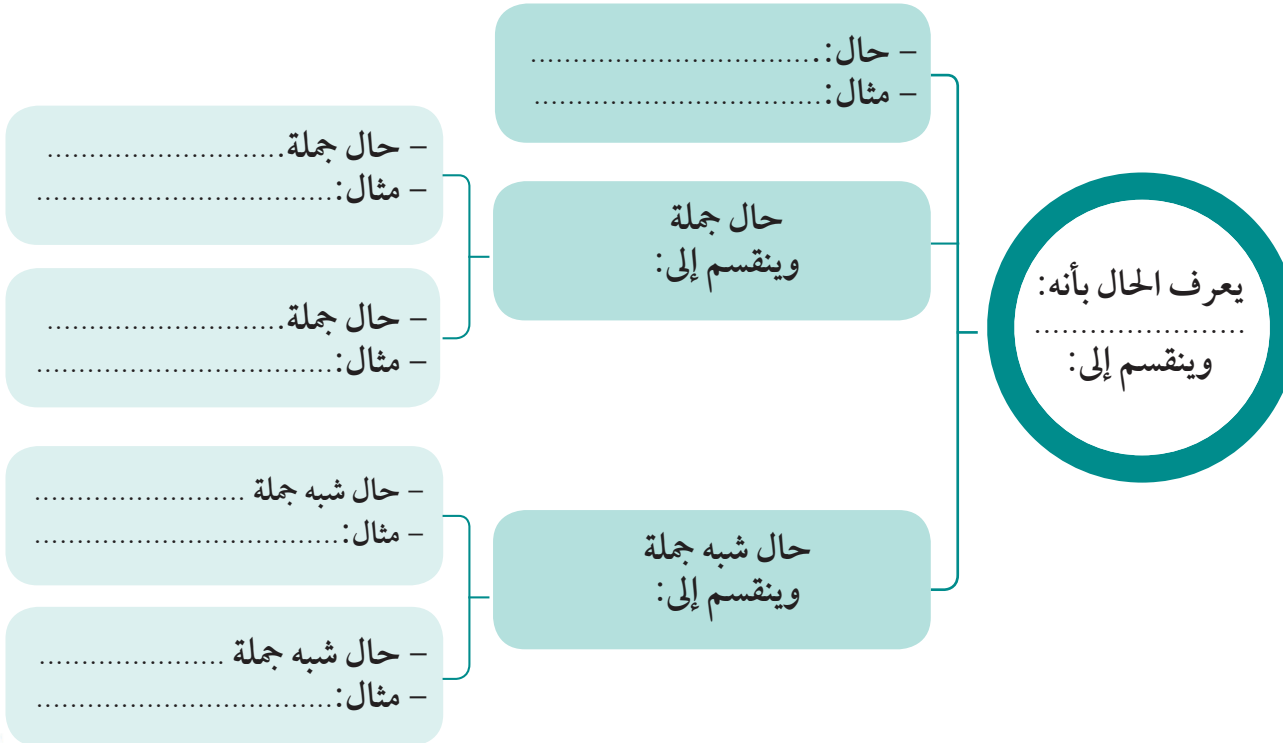 يعرف الحال بأنه:
......................
وينقسم إلى:
– حال:.................................
– مثال:.................................
حال جملة
وينقسم إلى:
– حال جملة............................
– مثال:..................................
– حال جملة............................
– مثال:..................................
حال شبه جملة
وينقسم إلى:
– حال شبه جملة ........................
– مثال:...................................
– حال شبه جملة ......................
– مثال:..................................